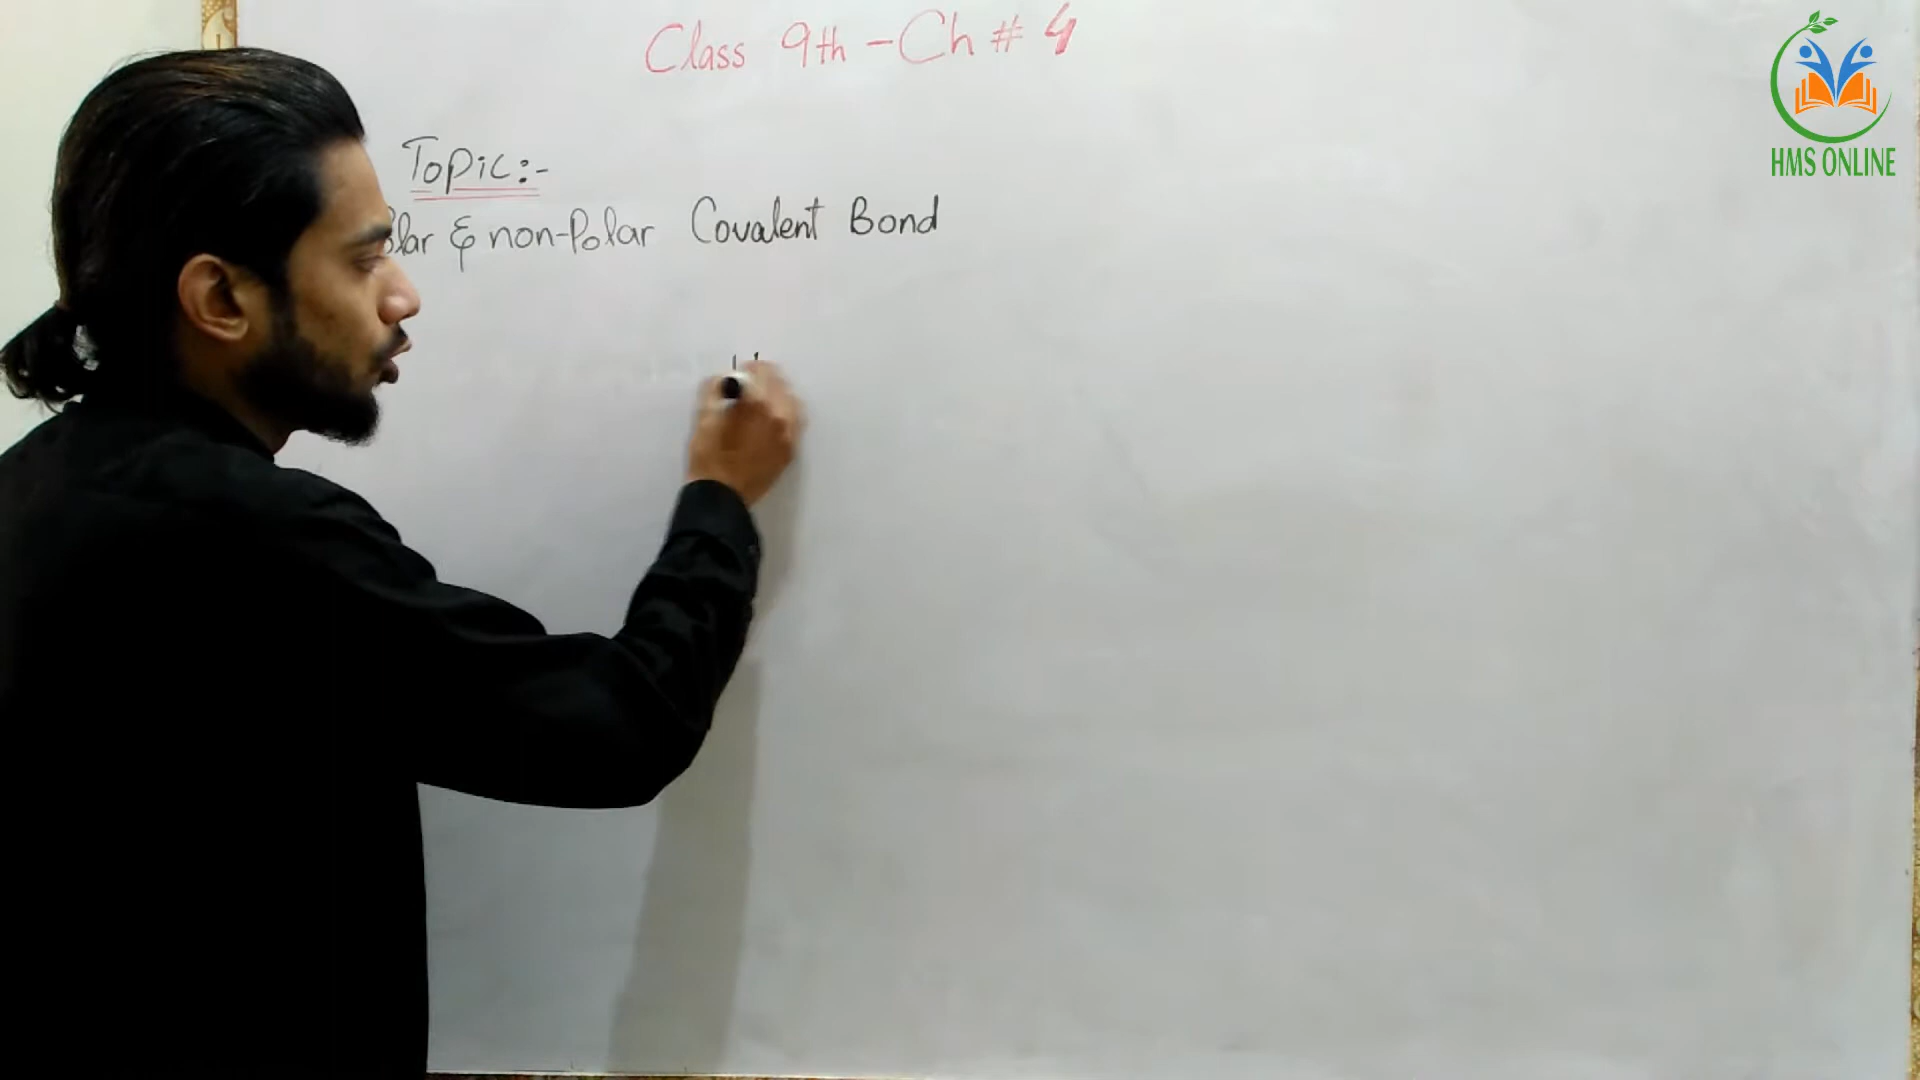 Class 9th - Ch # 4
Topic:-
lar & non-Polar Covalent Bond
HMS ONLINE